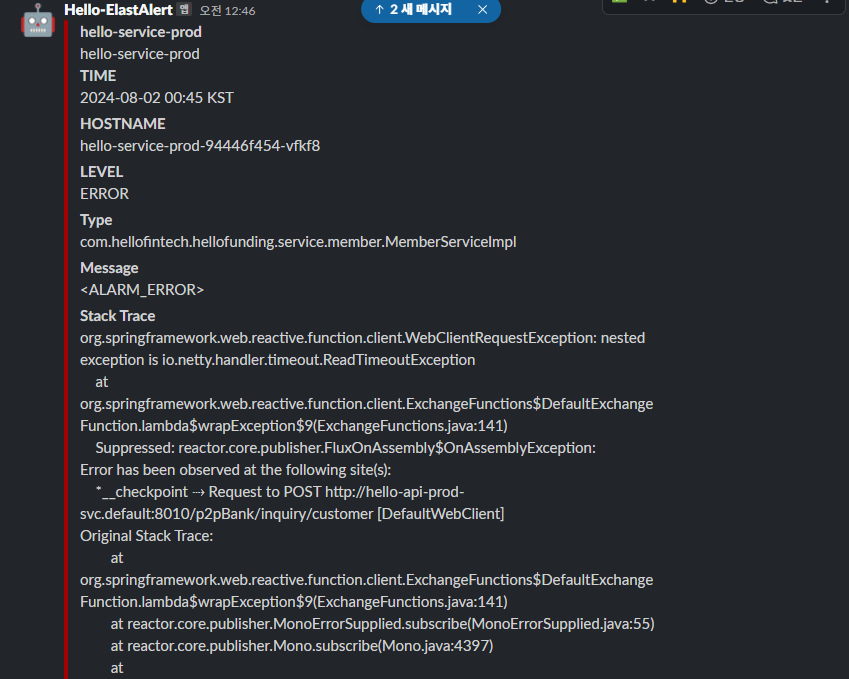 Hello-ElastAlert 앱 오전 12:46
↑ 2 새 메시지 ×
hello-service-prod
hello-service-prod
TIME
2024-08-02 00:45 KST
HOSTNAME
hello-service-prod-94446f454-vfkf8
LEVEL
ERROR
Type
com.hellofintech.hellofunding.service.member.MemberServiceImpl
Message
<ALARM_ERROR>
Stack Trace
org.springframework.web.reactive.function.client.WebClientRequestException: nested
exception is io.netty.handler.timeout.ReadTimeoutException
at
org.springframework.web.reactive.function.client.ExchangeFunctions$DefaultExchange
Function.lambda$wrapException$9(ExchangeFunctions.java:141)
Suppressed: reactor.core.publisher.FluxOnAssembly$OnAssemblyException:
Error has been observed at the following site(s):
*__checkpoint ⇢ Request to POST http://hello-api-prod-
svc.default:8010/p2pBank/inquiry/customer [DefaultWebClient]
Original Stack Trace:
at
org.springframework.web.reactive.function.client.ExchangeFunctions$DefaultExchange
Function.lambda$wrapException$9(ExchangeFunctions.java:141)
at reactor.core.publisher.MonoErrorSupplied.subscribe(MonoErrorSupplied.java:55)
at reactor.core.publisher.Mono.subscribe(Mono.java:4397)
at